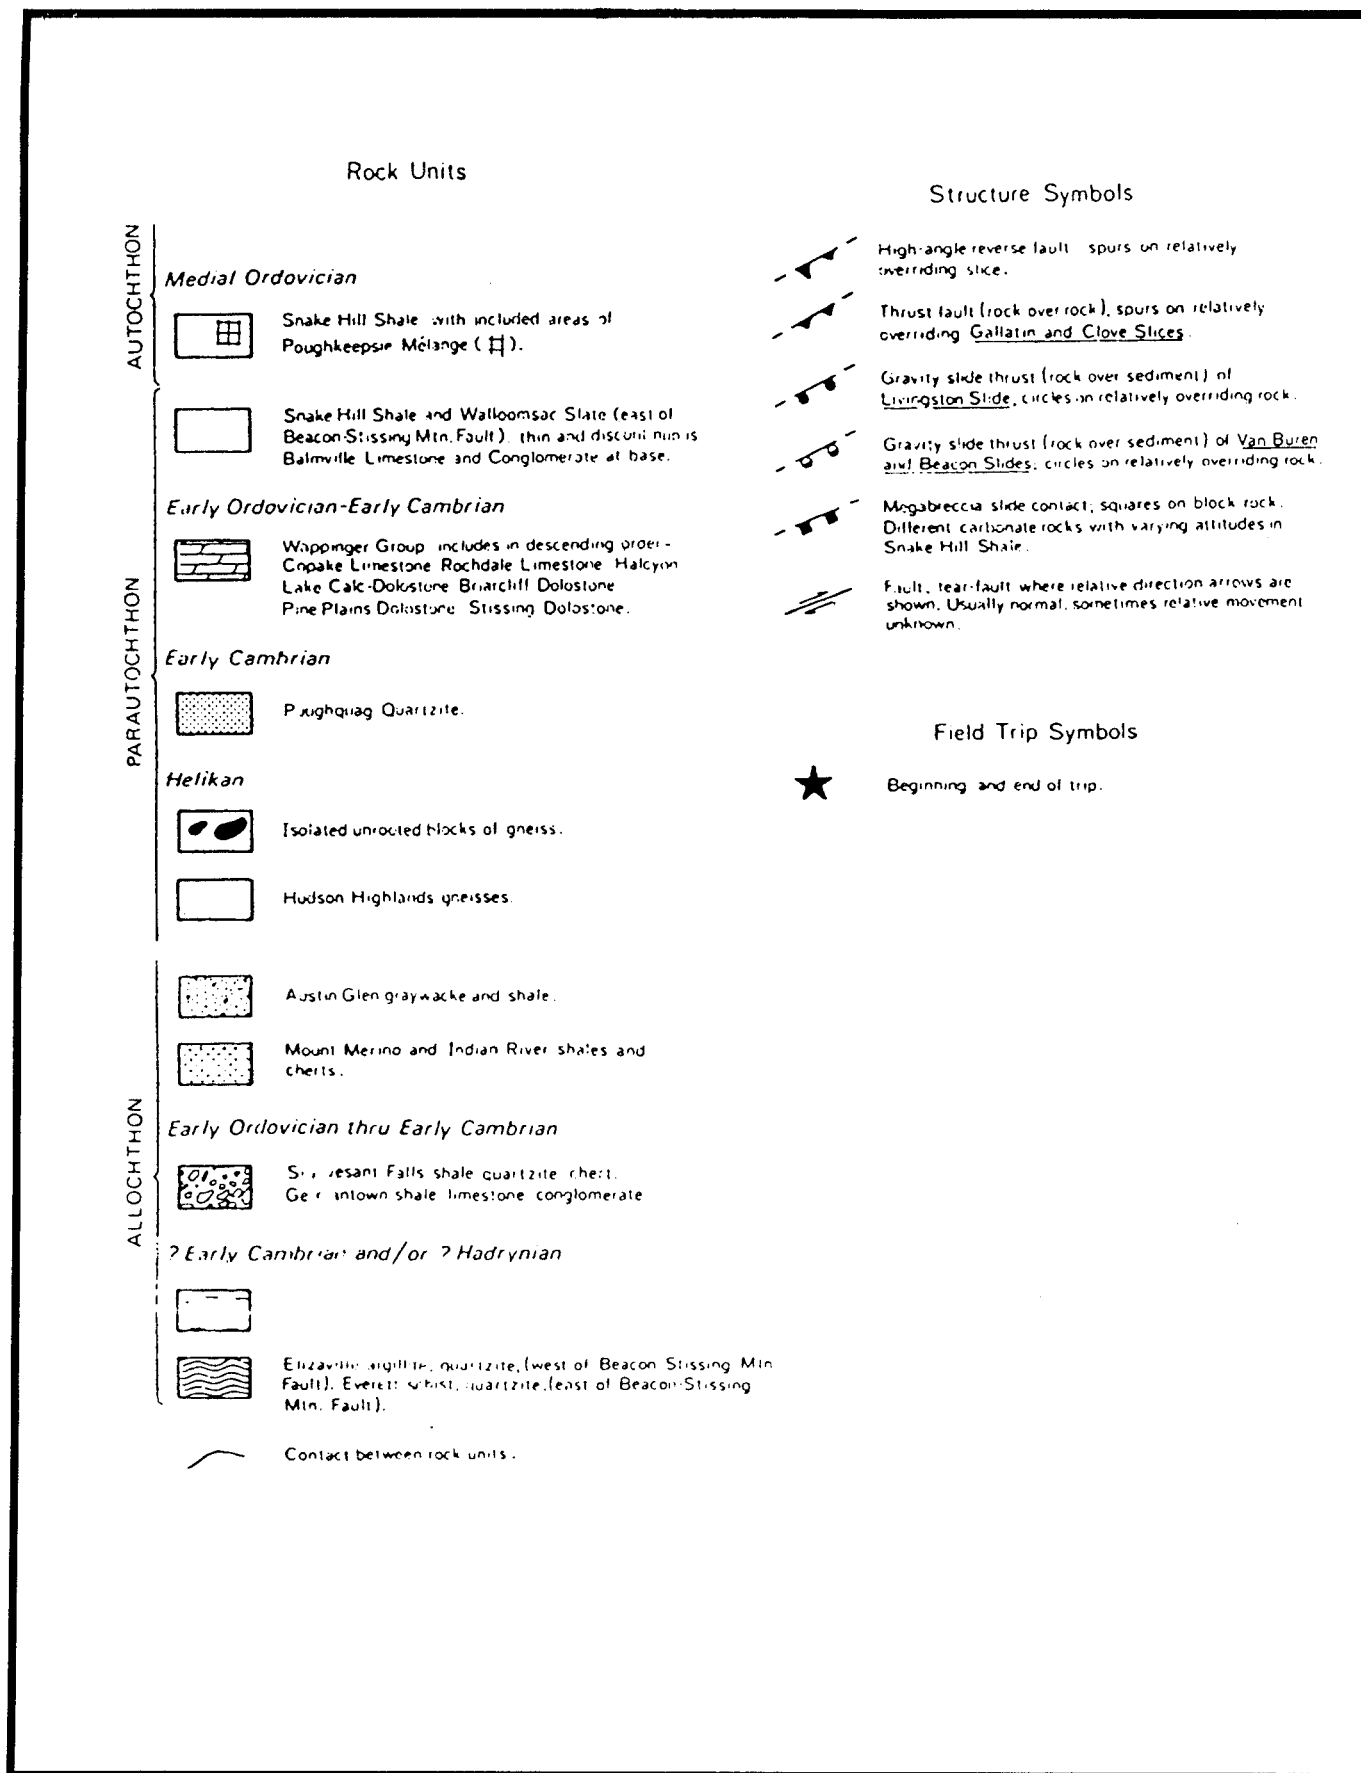 Rock Units
AUTOCHTHON
Medial Ordovician
Snake Hill Shale with included areas of
Poughkeepsie Mélange ( ).
PARAUTOCHTHON
Snake Hill Shale and Walloomsac Slate (east of
Beacon-Stissing Mtn. Fault). thin and
Balmville Limestone and Conglomerate at base.
Early Ordovician-Early Cambrian
Wappinger Group includes in descending order-
Copake Limestone Rochdale Limestone Halcyon
Lake Calc-Dolostone Briarcliff Dolostone
Pine Plains Dolostone Stissing Dolostone.
Early Cambrian
Poughquag Quartzite.
Helikan
Isolated unrooted blocks of gneiss.
Hudson Highlands gneisses.
ALLOCHTHON
Austin Glen graywacke and shale.
Mount Merino and Indian River shales and
cherts.
Early Ordovician thru Early Cambrian
Falls shale quartzite chert.
shale limestone conglomerate
? Early Cambrian and/or ? Hadrynian
Elizaville argillite, quartzite, (west of Beacon Stissing Mtn
Fault). Everett schist, quartzite, (east of Beacon-Stissing
Mtn. Fault).
Contact between rock units.
Structure Symbols
High-angle reverse fault spurs on relatively
overriding slice.
Thrust fault (rock over rock), spurs on relatively
overriding Gallatin and Clove Slices.
Gravity slide thrust (rock over sediment) of
Livingston Slide, circles on relatively overriding rock.
Gravity slide thrust (rock over sediment) of Van Buren
and Beacon Slides; circles on relatively overriding rock.
Megabreccia slide contact; squares on block rock.
Different carbonate rocks with varying attitudes in
Snake Hill Shale.
Fault, tear-fault where relative direction arrows are
shown. Usually normal, sometimes relative movement
unknown.
Field Trip Symbols
Beginning and end of trip.